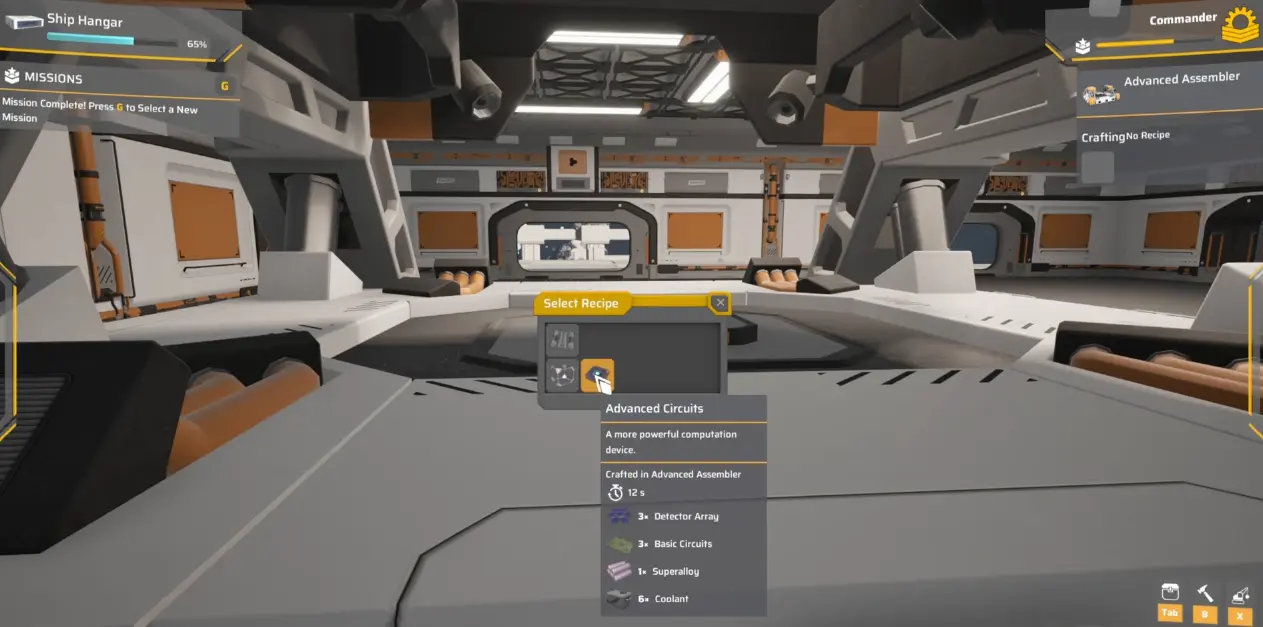 Ship Hangar
65%
MISSIONS
G
Mission Complete! Press G to Select a New
Mission
Commander
Advanced Assembler
Crafting No Recipe
Select Recipe
Advanced Circuits
A more powerful computation
device.
Crafted in Advanced Assembler
12 s
3x Detector Array
3x Basic Circuits
1x Superalloy
6x Coolant
Tab
B
X